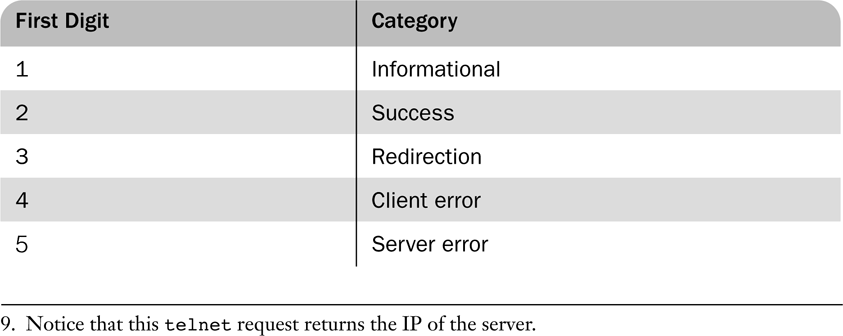 First Digit Category
1 Informational
2 Success
3 Redirection
4 Client error
5 Server error
9. Notice that this telnet request returns the IP of the server.